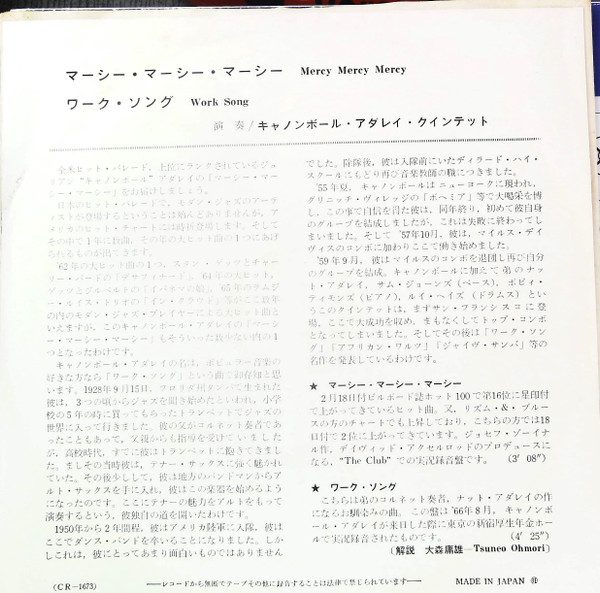 マーシー・マーシー・マーシー Mercy Mercy Mercy
ワーク・ソング Work Song
演 奏/キャノンボール・アダレイ・クインテット
全米ヒット・パレード、上位にランクされているジュ
リアン“キャノンボール”アダレイの「マーシー・マー
シー・マーシー」をお届けしましょう。
日本のヒット・パレードで、モダン・ジャズのアーテ
ィストが登場するということは殆んどありませんが、ア
メリカのヒット・チャートには時折登場します。そして
その中で1年に1枚、その年の大ヒット曲の1つにあげ
られるものが出てきます。
'62年の大ヒット曲の1つ、スタン・ゲッツとチャー
リー・バードの「デサフィナード」、'64年の大ヒット、
ゲッツとジルベルトの「イパネマの娘」、'65年のラムジ
ー・ルイス・トリオの「イン・クラウド」等がここ数年
の内のモダン・ジャズ・プレイヤーによる大ヒット曲と
いえますが、このキャノンボール・アダレイの「マーシ
ー・マーシー・マーシー」もそういった数少ない内の1
つとなったわけです。
キャノンボール・アダレイの名は、ポピュラー音楽の
好きな方なら「ワーク・ソング」という曲で御存知と思
います。1928年9月15日、フロリダ州タンパで生まれた
彼は、3つの頃からジャズを聞き始めたといわれ、小学
校の5年の時に買ってもらったトランペットでジャズの
世界に入って行きました。彼の父がコルネット奏者であ
ったこともあって、父親からも指導を受けていました
が、高校時代、すでに彼はトランペットに飽きてきまし
た。ましその当時彼は、テナー・サックスに強く魅かれ
ていた。その後少しして、彼は地方のバンドマンからア
ルト・サックスを手に入れ、彼はこの楽器を始めるよう
になったのです。ここにテナーの魅力をアルトをもって
演奏するという、彼独自の道を開いたわけです。
1950年から2年間程、彼はアメリカ陸軍に入隊、彼は
ここでダンス・バンドを率いることになりました。しか
しこれは、彼にとってあまり面白いものではありません
でした。除隊後、彼は入隊前にいたディラード・ハイ・
スクールにもどり再び音楽教師の職につきました。
'55年夏、キャノンボールはニューヨークに現われ、
グリニッチ・ヴィレッジの「ボヘミア」等で大喝采を博
し、この事で自信を得た彼は、同年終り、初めて彼自身
のグループを結成しましたが、これは失敗に終わってし
まいました。そして'57年10月、彼は、マイルス・デイ
ヴィスのコンボに加わりここで働き始めました。
'59年9月、彼はマイルスのコンボを退団し再び自分
のグループを結成。キャノンボールに加えて弟のナッ
ト・アダレイ、サム・ジョーンズ（ベース）、ボビィ・
ティモンズ（ピアノ）、ルイ・ヘイズ（ドラムス）とい
うこのクインテットは、まずサン・フランシスコに登
場、ここで大成功を収め、まもなくしてトップ・コンボ
となってしまいました。そしてその後は「ワーク・ソン
グ」「アフリカン・ワルツ」「ジャイヴ・サンバ」等の
名作を発表しているわけです。
★ マーシー・マーシー・マーシー
2月18日付ビルボード誌ホット100で第16位に星印付
で上がってきているヒット曲。又、リズム・&・ブルー
スの方のチャートでも上昇しており、こちらの方では18
日付で2位に上がってきています。ジョセフ・ゾーイナ
ル作、デイヴィッド・アクセルロッドのプロデュースに
なる、“The Club”での実況録音盤です。 (3′08″)
★ ワーク・ソング
こちらは弟のコルネット奏者、ナット・アダレイの作
になるお馴染みの曲。この盤は'66年8月、キャノンボ
ール・アダレイが来日した際に東京の新宿厚生年金ホー
ルで実況録音されたものです。 (4′25″)
〔解説 大森庸雄—Tsuneo Ohmori〕
(CR-1673)
——レコードから無断でテープその他に録音することは法律で禁じられています——
MADE IN JAPAN